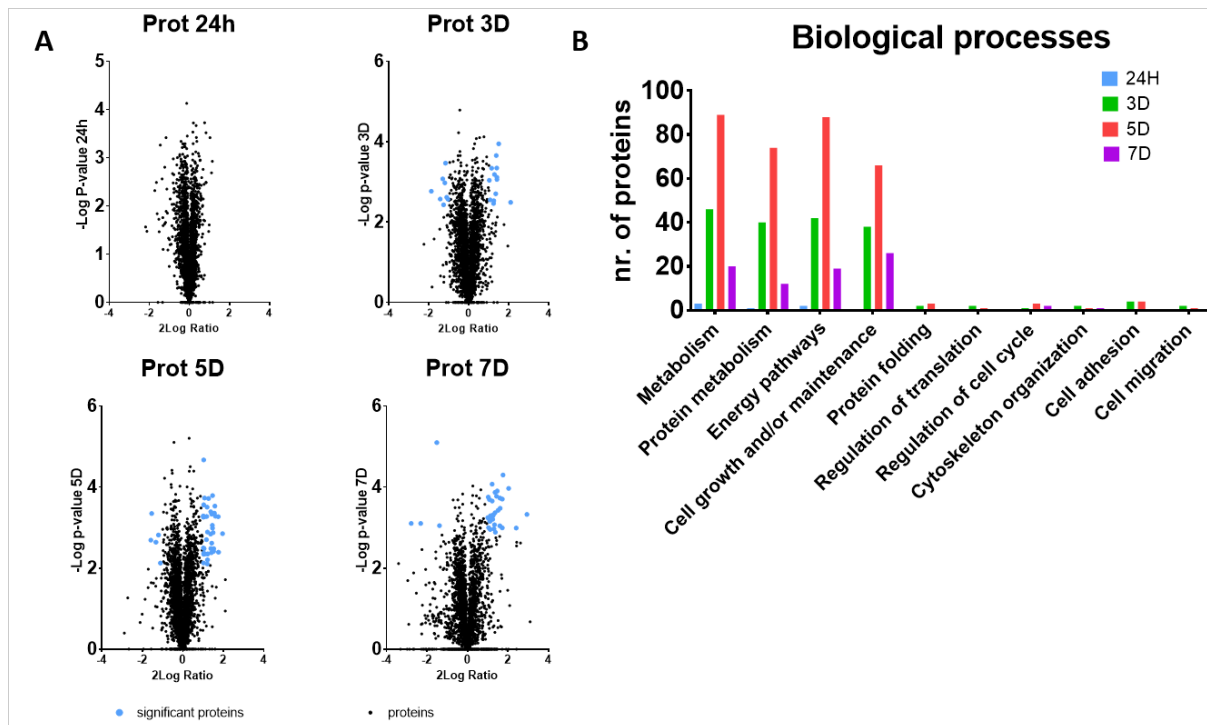 A
Prot 24h
5
4
3
2
1
0
-4 -2 0 2 4
-Log P-value 24h
2Log Ratio
Prot 3D
6
4
2
0
-4 -2 0 2 4
-Log p-value 3D
2Log Ratio
Prot 5D
6
4
2
0
-4 -2 0 2 4
-Log p-value 5D
2Log Ratio
Prot 7D
6
4
2
0
-4 -2 0 2 4
-Log p-value 7D
2Log Ratio
significant proteins
proteins
B
Biological processes
24H
3D
5D
7D
100
80
60
40
20
0
nr. of proteins
Metabolism
Protein metabolism
Energy pathways
Cell growth and/or maintenance
Protein folding
Regulation of translation
Regulation of cell cycle
Cytoskeleton organization
Cell adhesion
Cell migration